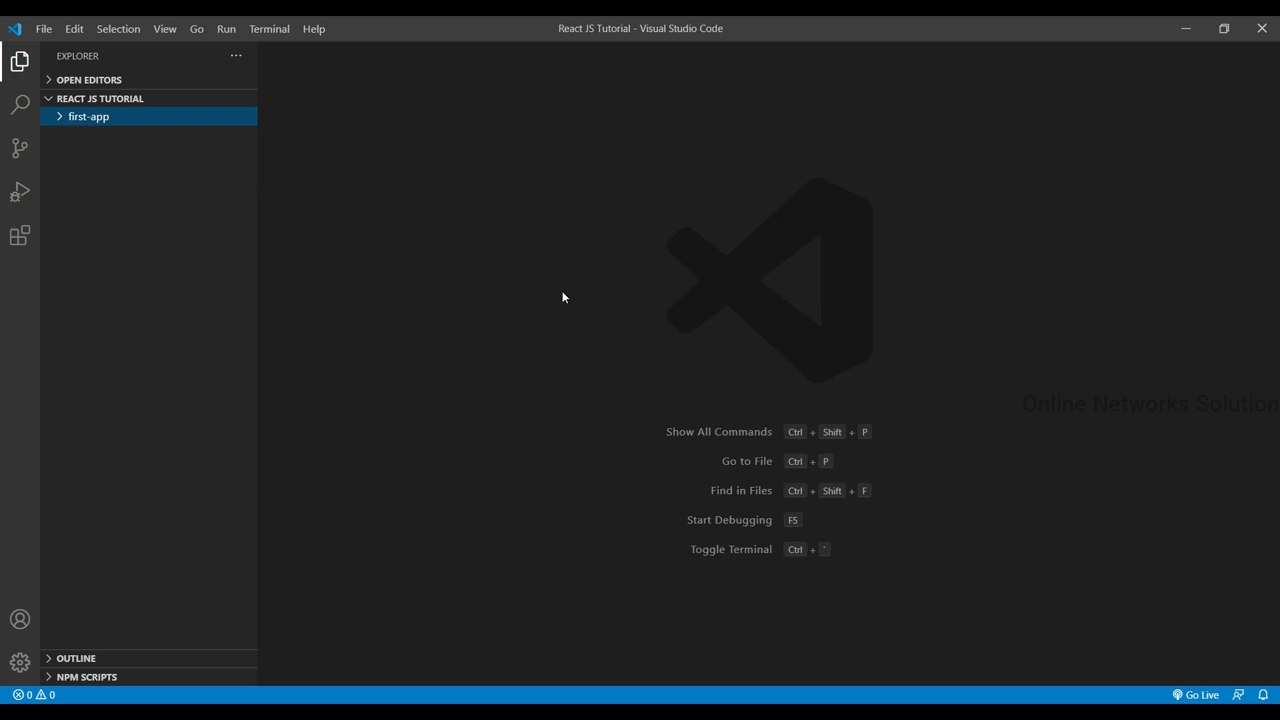 File Edit Selection View Go Run Terminal Help React JS Tutorial - Visual Studio Code
EXPLORER
OPEN EDITORS
REACT JS TUTORIAL
first-app
Online Networks Solution
Show All Commands Ctrl + Shift + P
Go to File Ctrl + P
Find in Files Ctrl + Shift + F
Start Debugging F5
Toggle Terminal Ctrl + `
OUTLINE
NPM SCRIPTS
0 0 Go Live